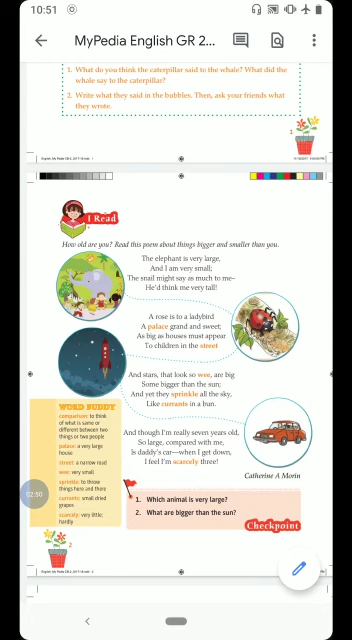 10:51
MyPedia English GR 2...
1. What do you think the caterpillar said to the whale? What did the
whale say to the caterpillar?
2. Write what they said in the bubbles. Then, ask your friends what
they wrote.
1
I Read
How old are you? Read this poem about things bigger and smaller than you.
The elephant is very large,
And I am very small;
The snail might say as much to me–
He'd think me very tall!
A rose is to a ladybird
A palace grand and sweet;
As big as houses must appear
To children in the street
And stars, that look so wee, are big
Some bigger than the sun;
And yet they sprinkle all the sky,
Like currants in a bun.
And though I'm really seven years old,
So large, compared with me,
Is daddy's car—when I get down,
I feel I'm scarcely three!
Catherine A Morin
WORD BUDDY
comparison: to think
of what is same or
different between two
things or two people
palace: a very large
house
street: a narrow road
wee: very small
sprinkle: to throw
things here and there
currants: small dried
grapes
scarcely: very little;
hardly
02:50
1. Which animal is very large?
2. What are bigger than the sun?
Checkpoint
2